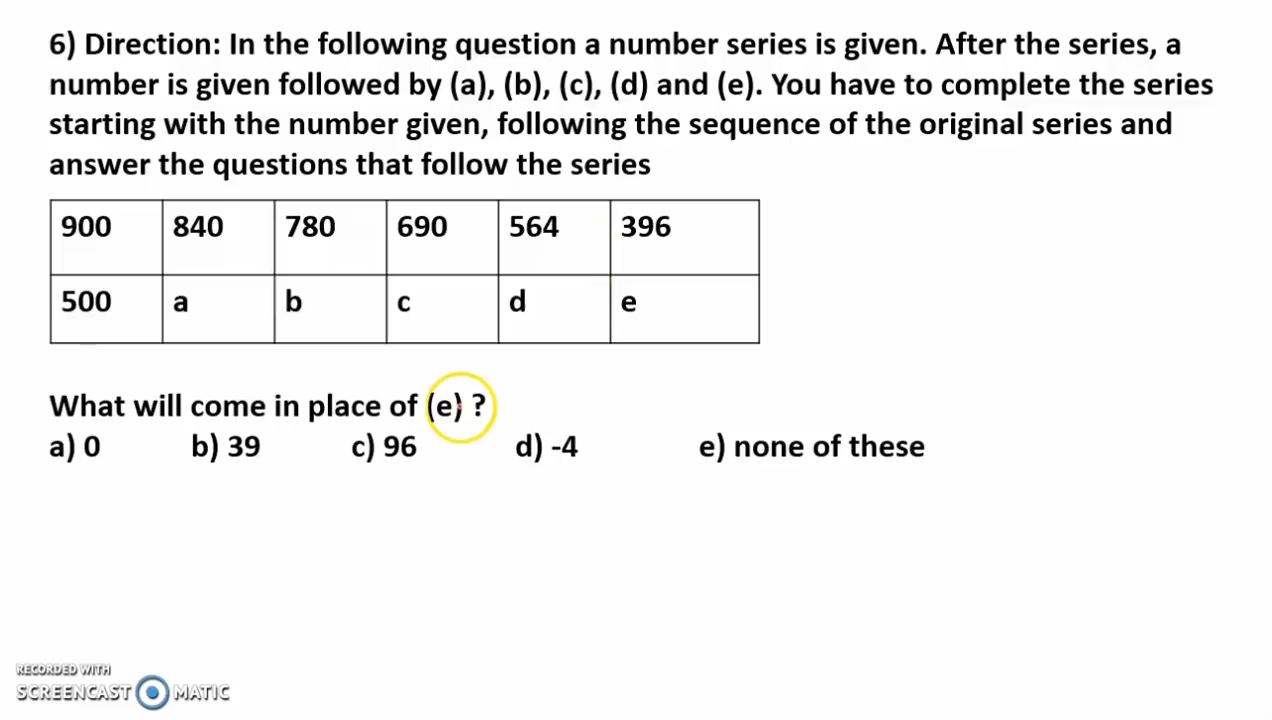 6) Direction: In the following question a number series is given. After the series, a
number is given followed by (a), (b), (c), (d) and (e). You have to complete the series
starting with the number given, following the sequence of the original series and
answer the questions that follow the series
900 840 780 690 564 396
500 a b c d e
What will come in place of (e) ?
a) 0 b) 39 c) 96 d) -4 e) none of these
RECORDED WITH
SCREENCAST MATIC